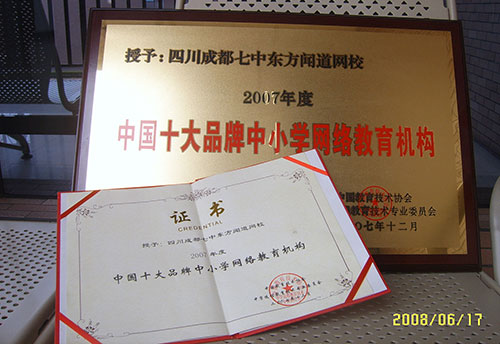 授予：四川成都七中东方闻道网校
2007年度
中国十大品牌中小学网络教育机构
中国教育技术协会
教育技术专业委员会
〇七年十二月
证书
CREDENTIAL
授予：四川成都七中东方闻道网校
2007年度
中国十大品牌中小学网络教育机构
2008/06/17